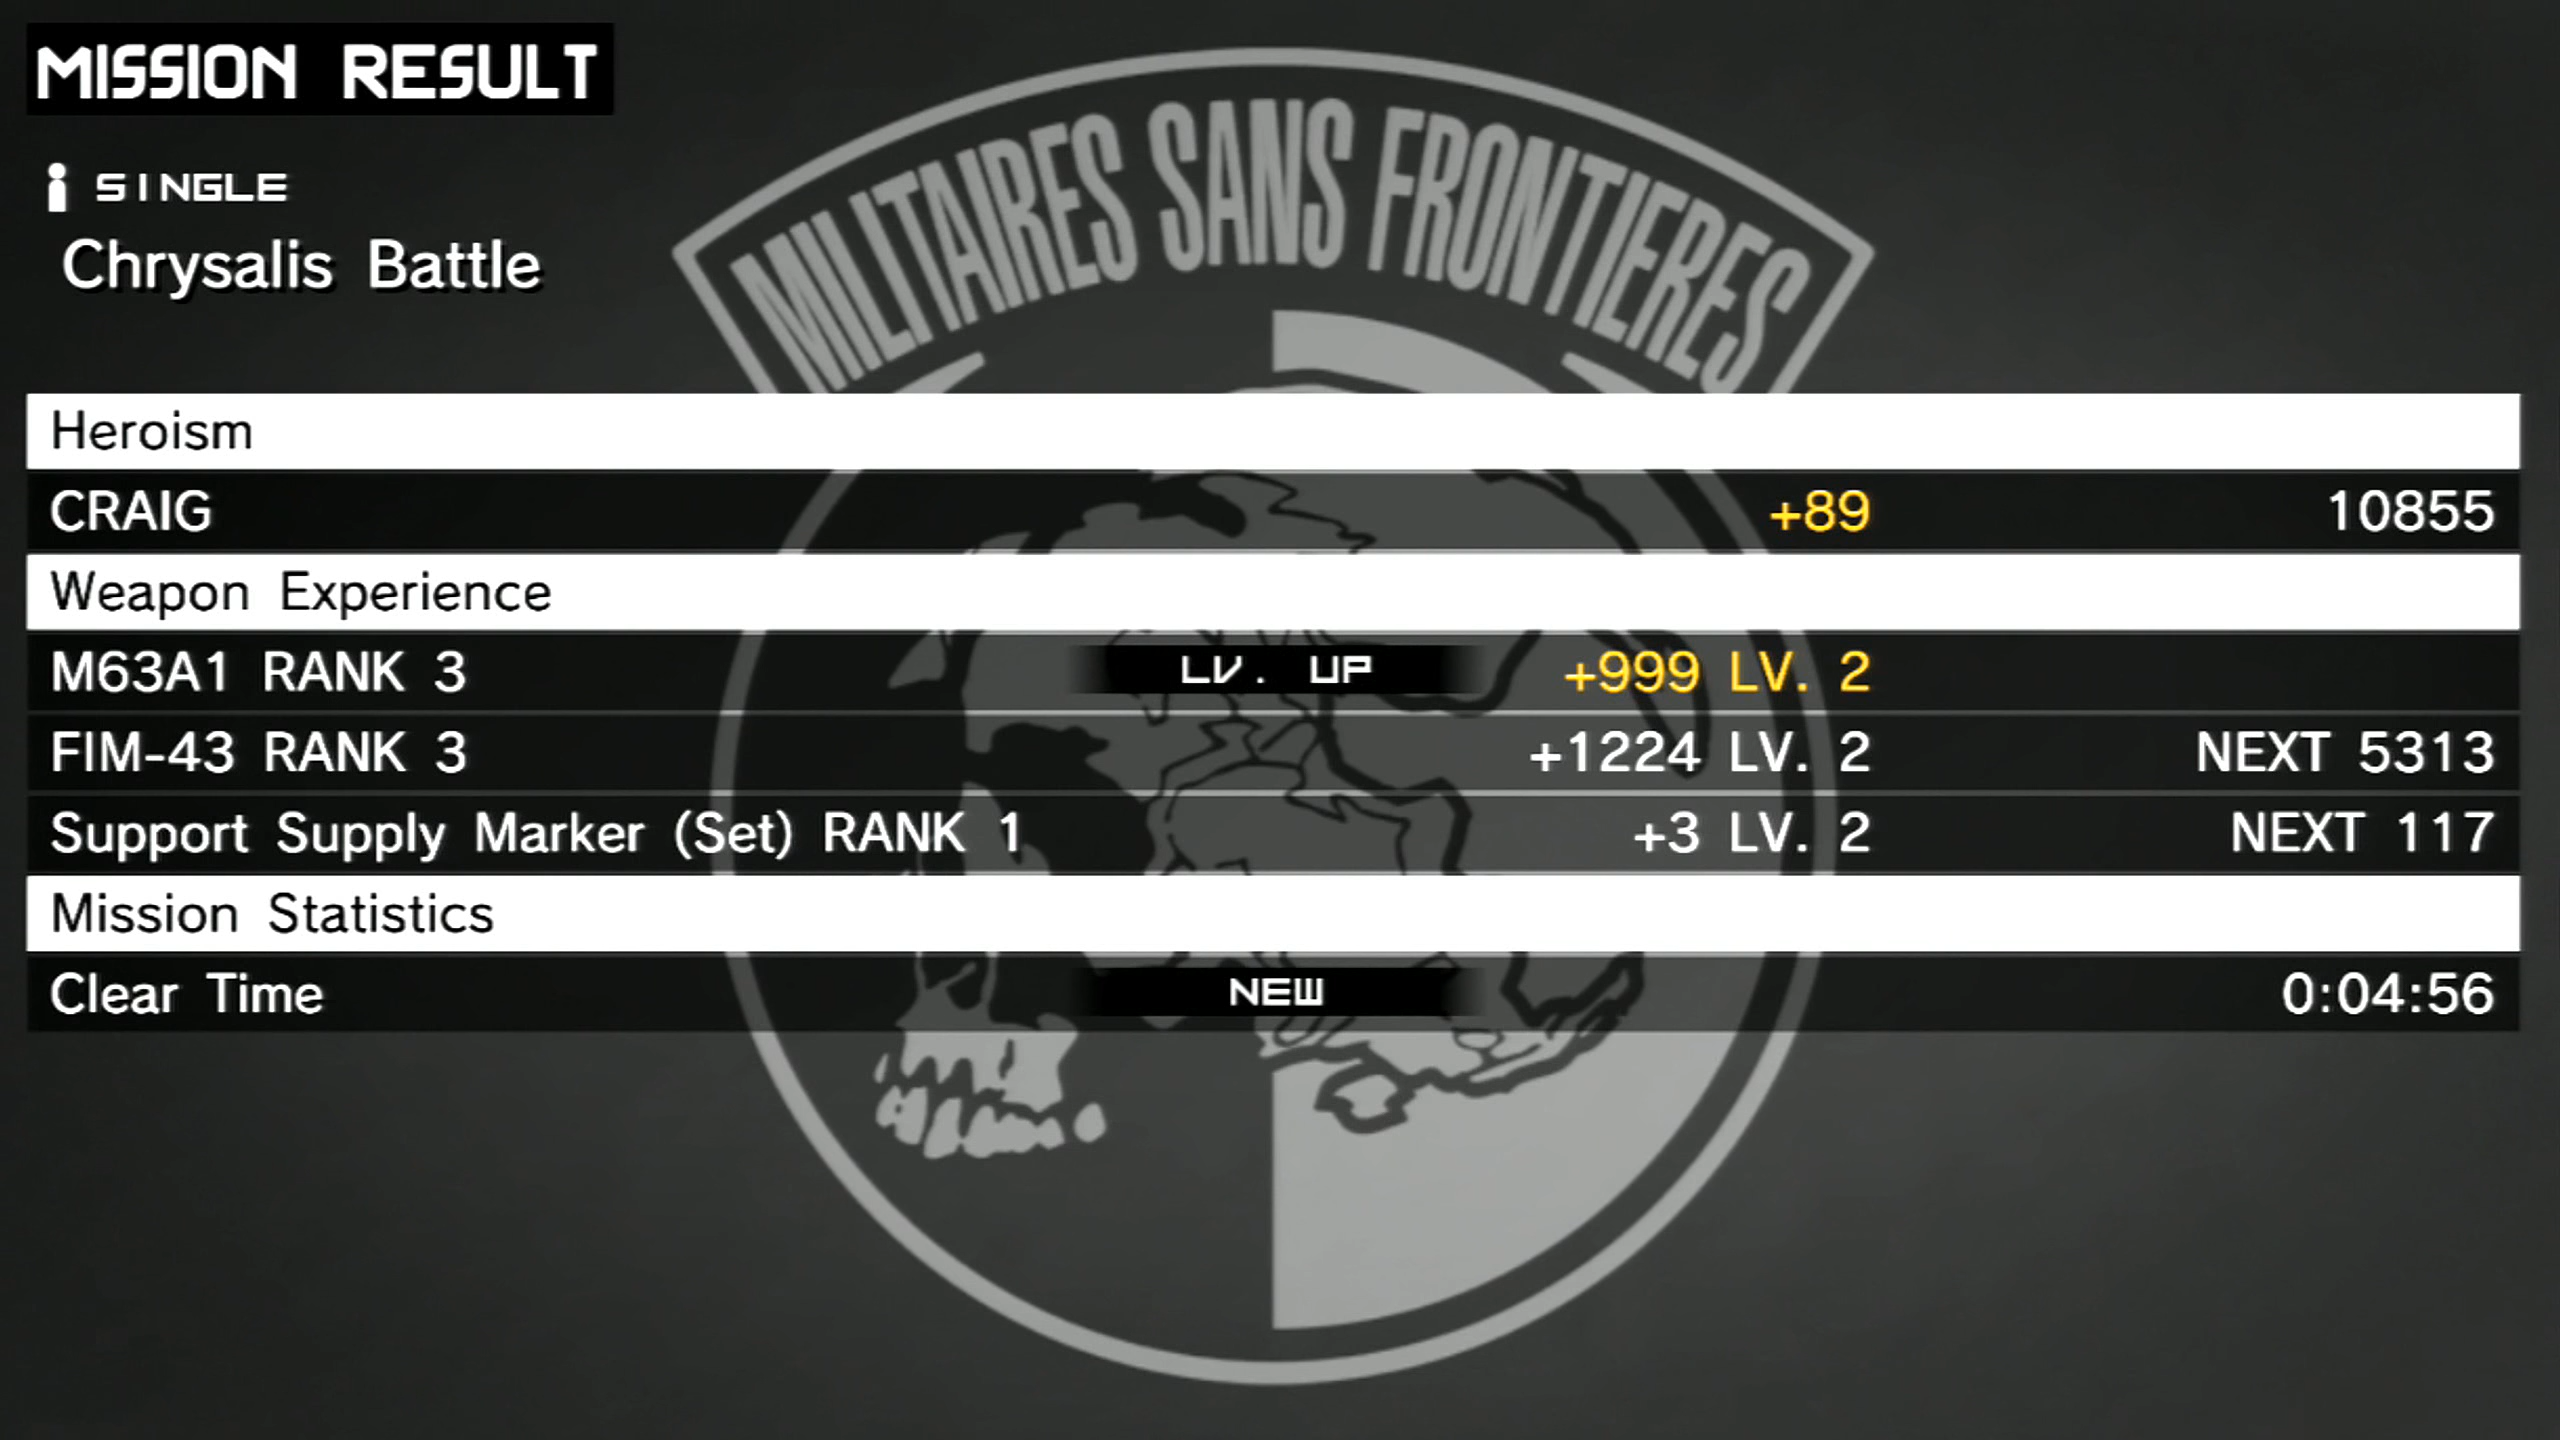 MISSION RESULT
SINGLE
Chrysalis Battle
MILITAIRES SANS FRONTIERES
Heroism
CRAIG +89 10855
Weapon Experience
M63A1 RANK 3 LV. UP +999 LV. 2
FIM-43 RANK 3 +1224 LV. 2 NEXT 5313
Support Supply Marker (Set) RANK 1 +3 LV. 2 NEXT 117
Mission Statistics
Clear Time NEW 0:04:56